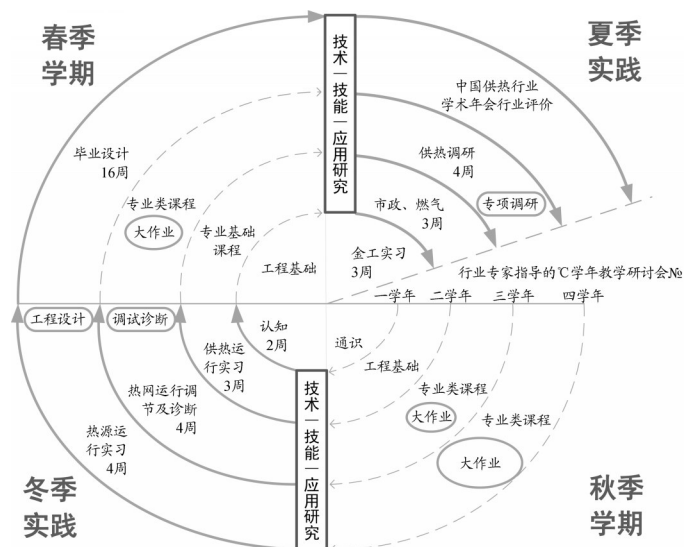 春季
学期
夏季
实践
技术—技能—应用研究
中国供热行业
学术年会行业评价
毕业设计
16周
供热调研
4周
专业类课程
大作业
市政、燃气
3周
专项调研
专业基础
课程
金工实习
3周
工程基础
行业专家指导的℃学年教学研讨会№
一学年
二学年
三学年
四学年
工程设计
调试诊断
认知
2周
通识
供热运
行实习
3周
工程基础
热网运行调
节及诊断
4周
专业类课程
大作业
技术—技能—应用研究
专业类课程
大作业
热源运
行实习
4周
冬季
实践
秋季
学期